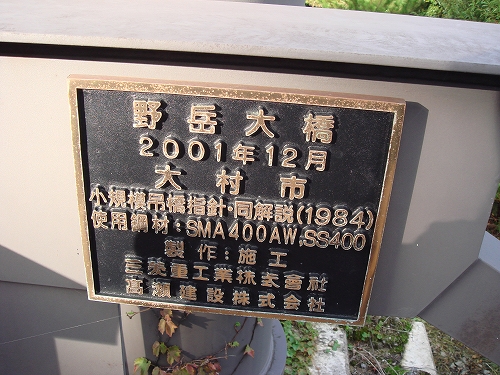 野岳大橋
2001年12月
大村市
小規模吊橋指針・同解説(1984)
使用鋼材:SMA400AW,SS400
製作:施工
三菱重工業株式会社
髙瀬建設株式会社